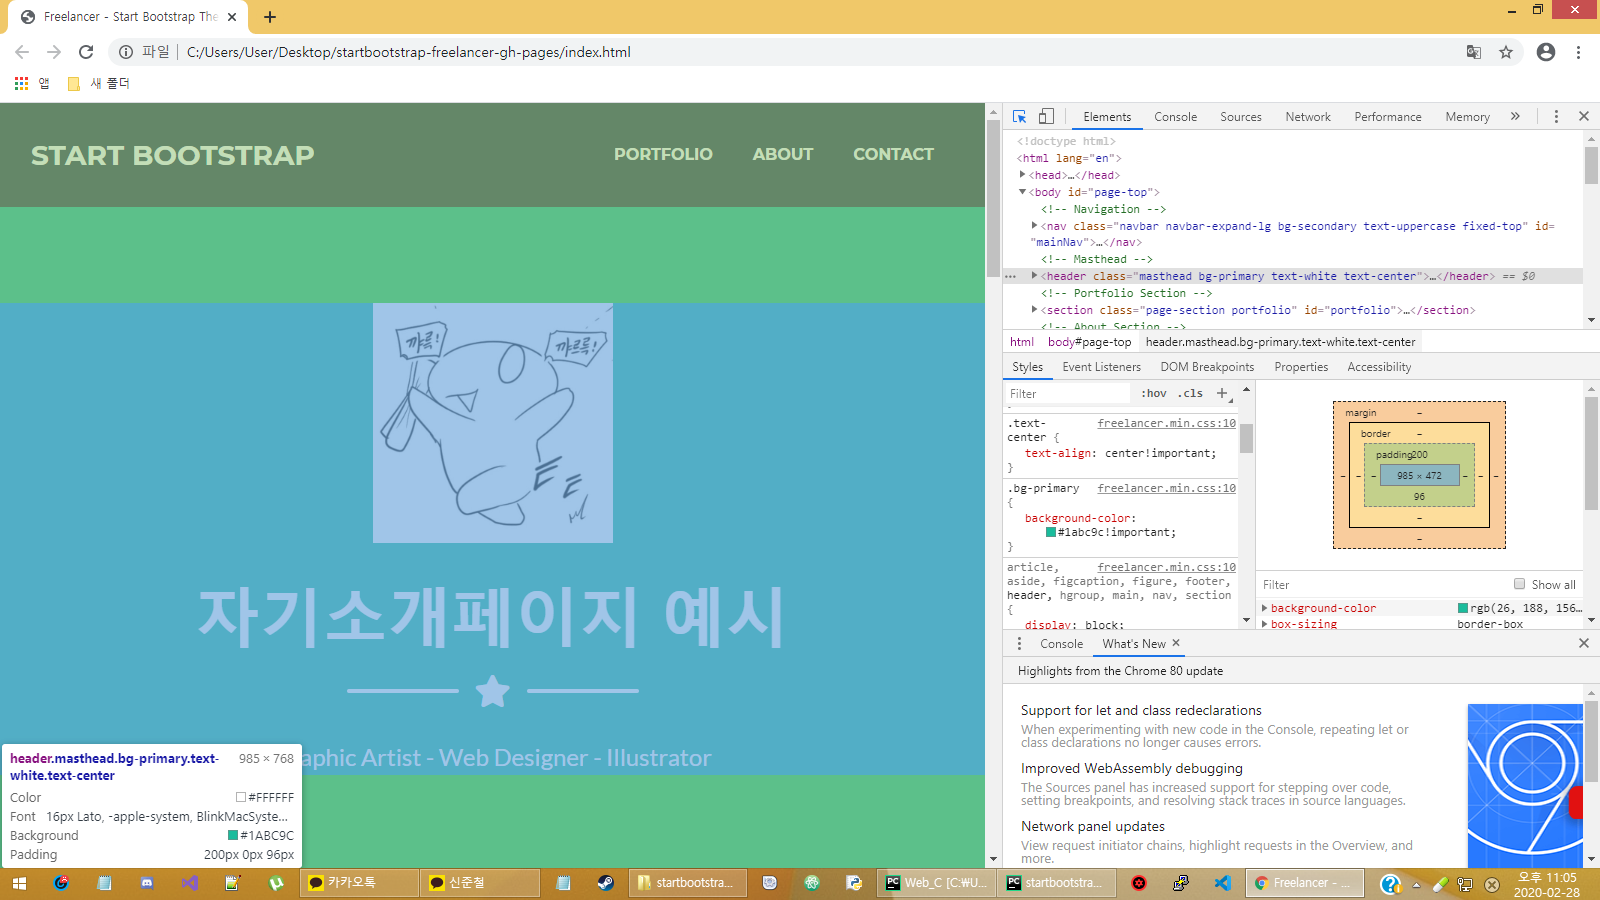 Freelancer - Start Bootstrap The
파일
C:/Users/User/Desktop/startbootstrap-freelancer-gh-pages/index.html
앱
새 폴더
START BOOTSTRAP
PORTFOLIO
ABOUT
CONTACT
꺄륵!
꺄르륵!
자기소개페이지 예시
aphic Artist - Web Designer - Illustrator
header.masthead.bg-primary.text-white.text-center
985 × 768
Color
#FFFFFF
Font
16px Lato, -apple-system, BlinkMacSyste...
Background
#1ABC9C
Padding
200px 0px 96px
Elements
Console
Sources
Network
Performance
Memory
»
<!doctype html>
<html lang="en">
<head>…</head>
<body id="page-top">
<!-- Navigation -->
<nav class="navbar navbar-expand-lg bg-secondary text-uppercase fixed-top" id=
"mainNav">…</nav>
<!-- Masthead -->
<header class="masthead bg-primary text-white text-center">…</header> == $0
<!-- Portfolio Section -->
<section class="page-section portfolio" id="portfolio">…</section>
<!-- About Section -->
html
body#page-top
header.masthead.bg-primary.text-white.text-center
Styles
Event Listeners
DOM Breakpoints
Properties
Accessibility
Filter
:hov
.cls
+
}
.text-
center {
freelancer.min.css:10
text-align: center!important;
}
.bg-primary
{
freelancer.min.css:10
background-color:
#1abc9c!important;
}
article,
freelancer.min.css:10
aside, figcaption, figure, footer,
header, hgroup, main, nav, section
{
display: block;
margin
–
border
–
padding200
– – – 985 × 472 – – –
96
–
–
Filter
Show all
background-color
rgb(26, 188, 156…
box-sizing
border-box
Console
What's New
Highlights from the Chrome 80 update
Support for let and class redeclarations
When experimenting with new code in the Console, repeating let or
class declarations no longer causes errors.
Improved WebAssembly debugging
The Sources panel has increased support for stepping over code,
setting breakpoints, and resolving stack traces in source languages.
Network panel updates
View request initiator chains, highlight requests in the Overview, and
more.
카카오톡
신준철
startbootstra...
Web_C [C:₩U...
startbootstra...
Freelancer - ...
오후 11:05
2020-02-28